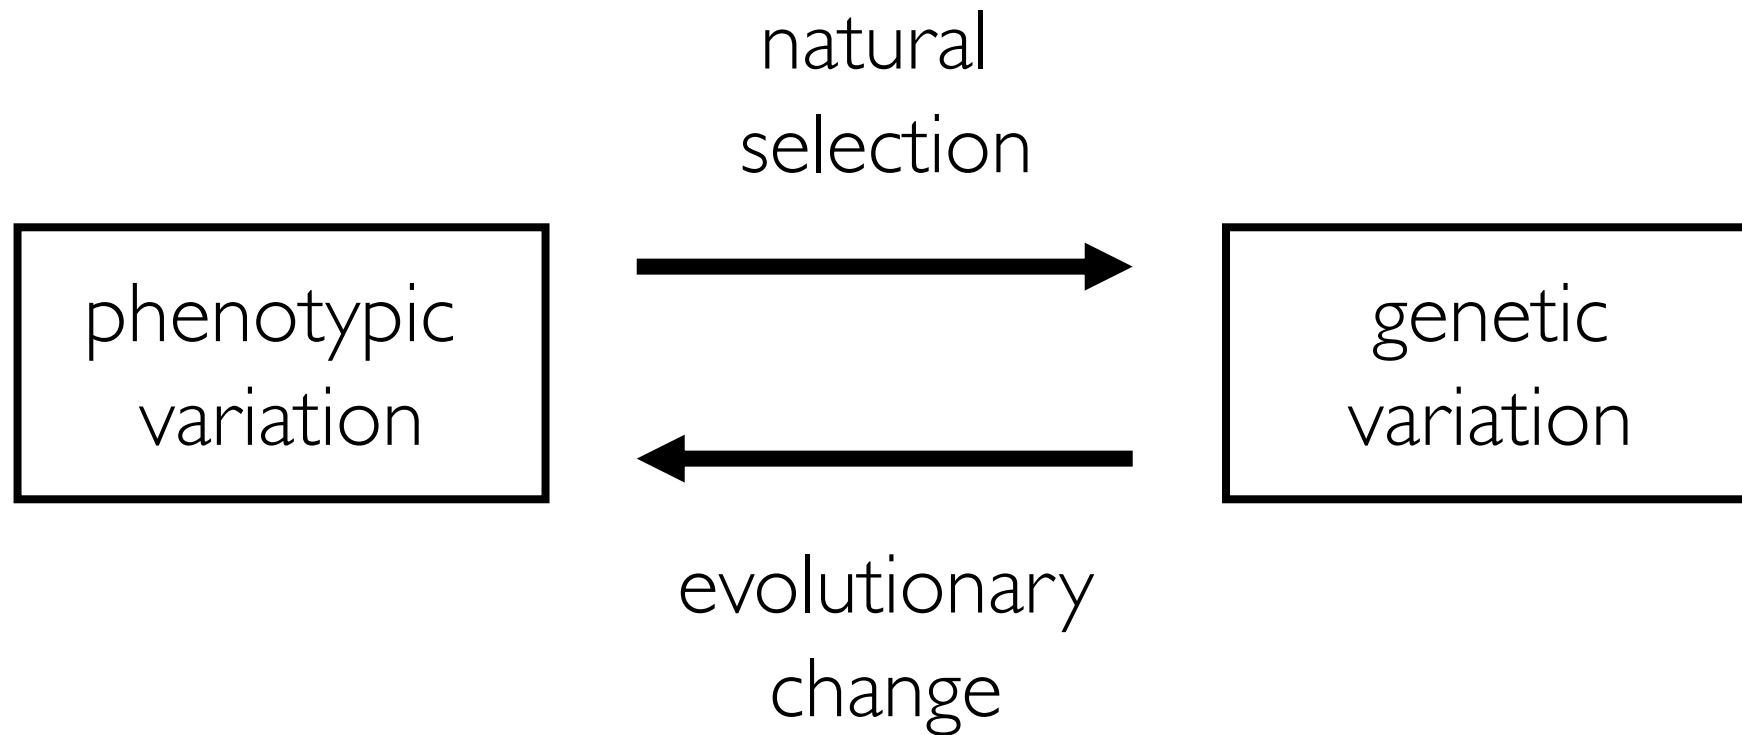 natural
selection
phenotypic
variation
genetic
variation
evolutionary
change